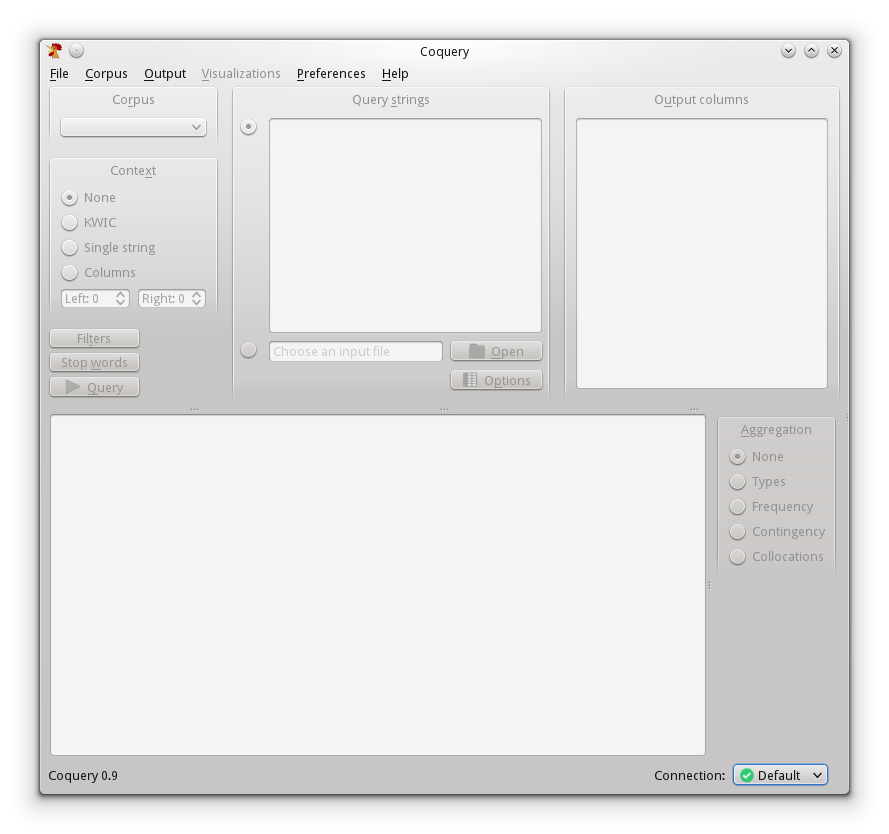 Coquery
File Corpus Output Visualizations Preferences Help
Corpus
Context
None
KWIC
Single string
Columns
Left: 0 Right: 0
Filters
Stop words
Query
Query strings
Choose an input file Open
Options
Output columns
Aggregation
None
Types
Frequency
Contingency
Collocations
Coquery 0.9
Connection: Default